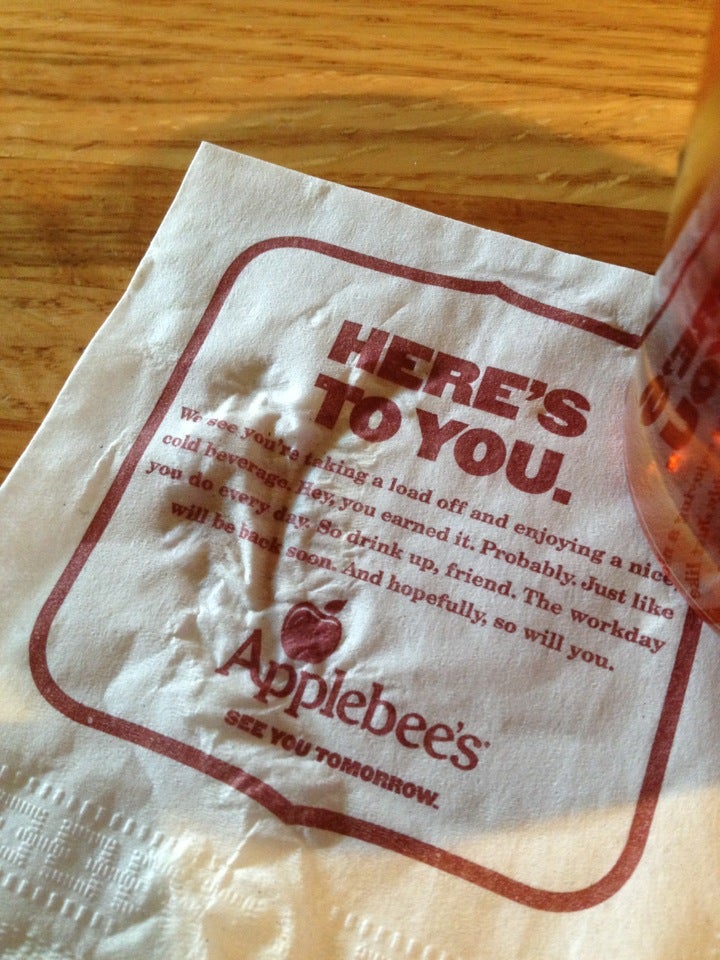 HERE'S
TO YOU.
We see you're taking a load off and enjoying a nice
cold beverage. Hey, you earned it. Probably. Just like
you do every day. So drink up, friend. The workday
will be back soon. And hopefully, so will you.
Applebee's
SEE YOU TOMORROW.